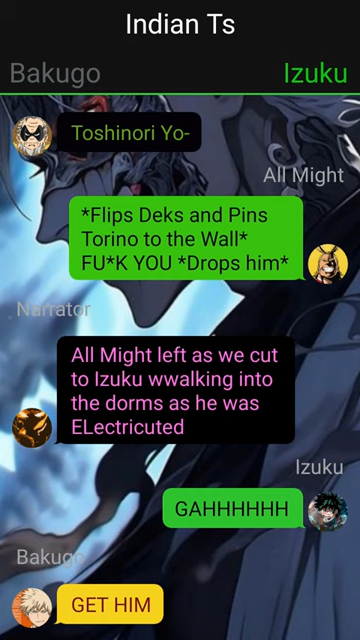 Indian Ts
Bakugo
Izuku
Toshinori Yo-
All Might
*Flips Deks and Pins
Torino to the Wall*
FU*K YOU *Drops him*
Narrator
All Might left as we cut
to Izuku wwalking into
the dorms as he was
ELectricuted
Izuku
GAHHHHHH
Bakugo
GET HIM